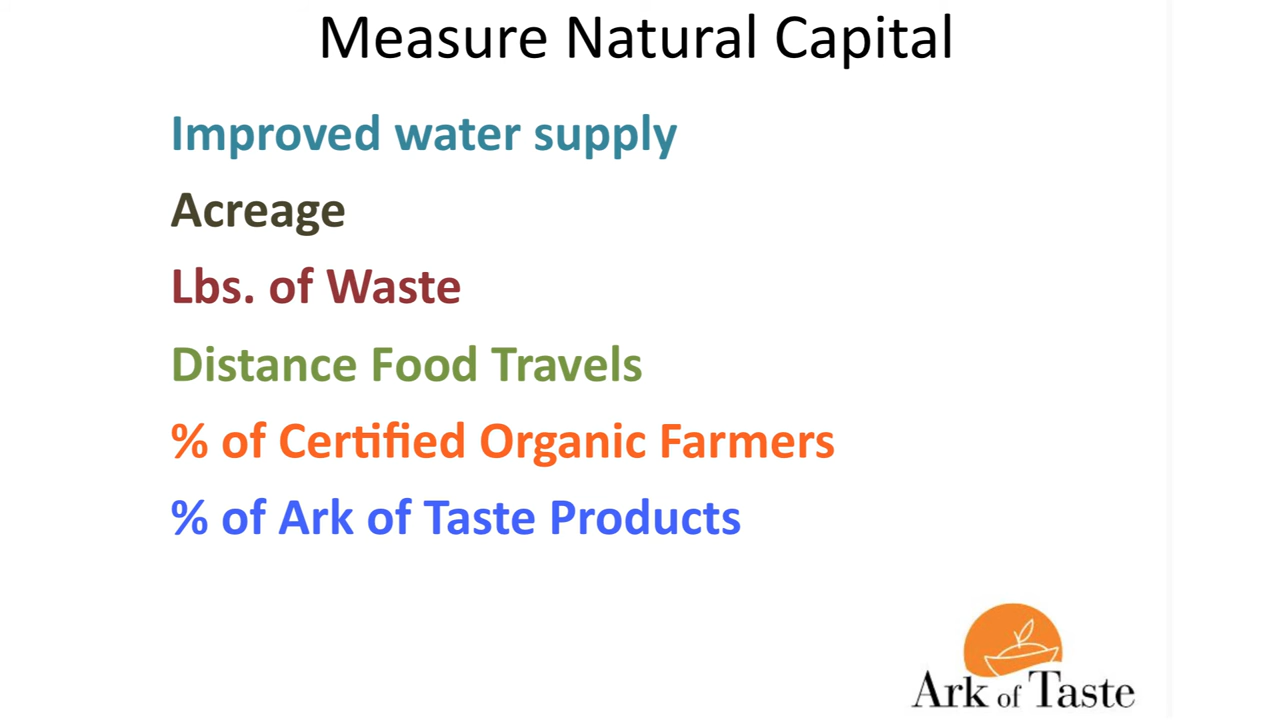 Measure Natural Capital
Improved water supply
Acreage
Lbs. of Waste
Distance Food Travels
% of Certified Organic Farmers
% of Ark of Taste Products
Ark of Taste